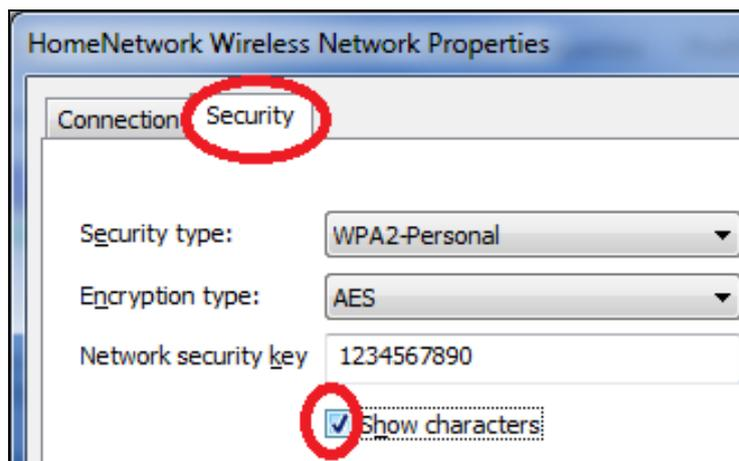 HomeNetwork Wireless Network Properties
Connection Security
Security type: WPA2-Personal
Encryption type: AES
Network security key 1234567890
Show characters